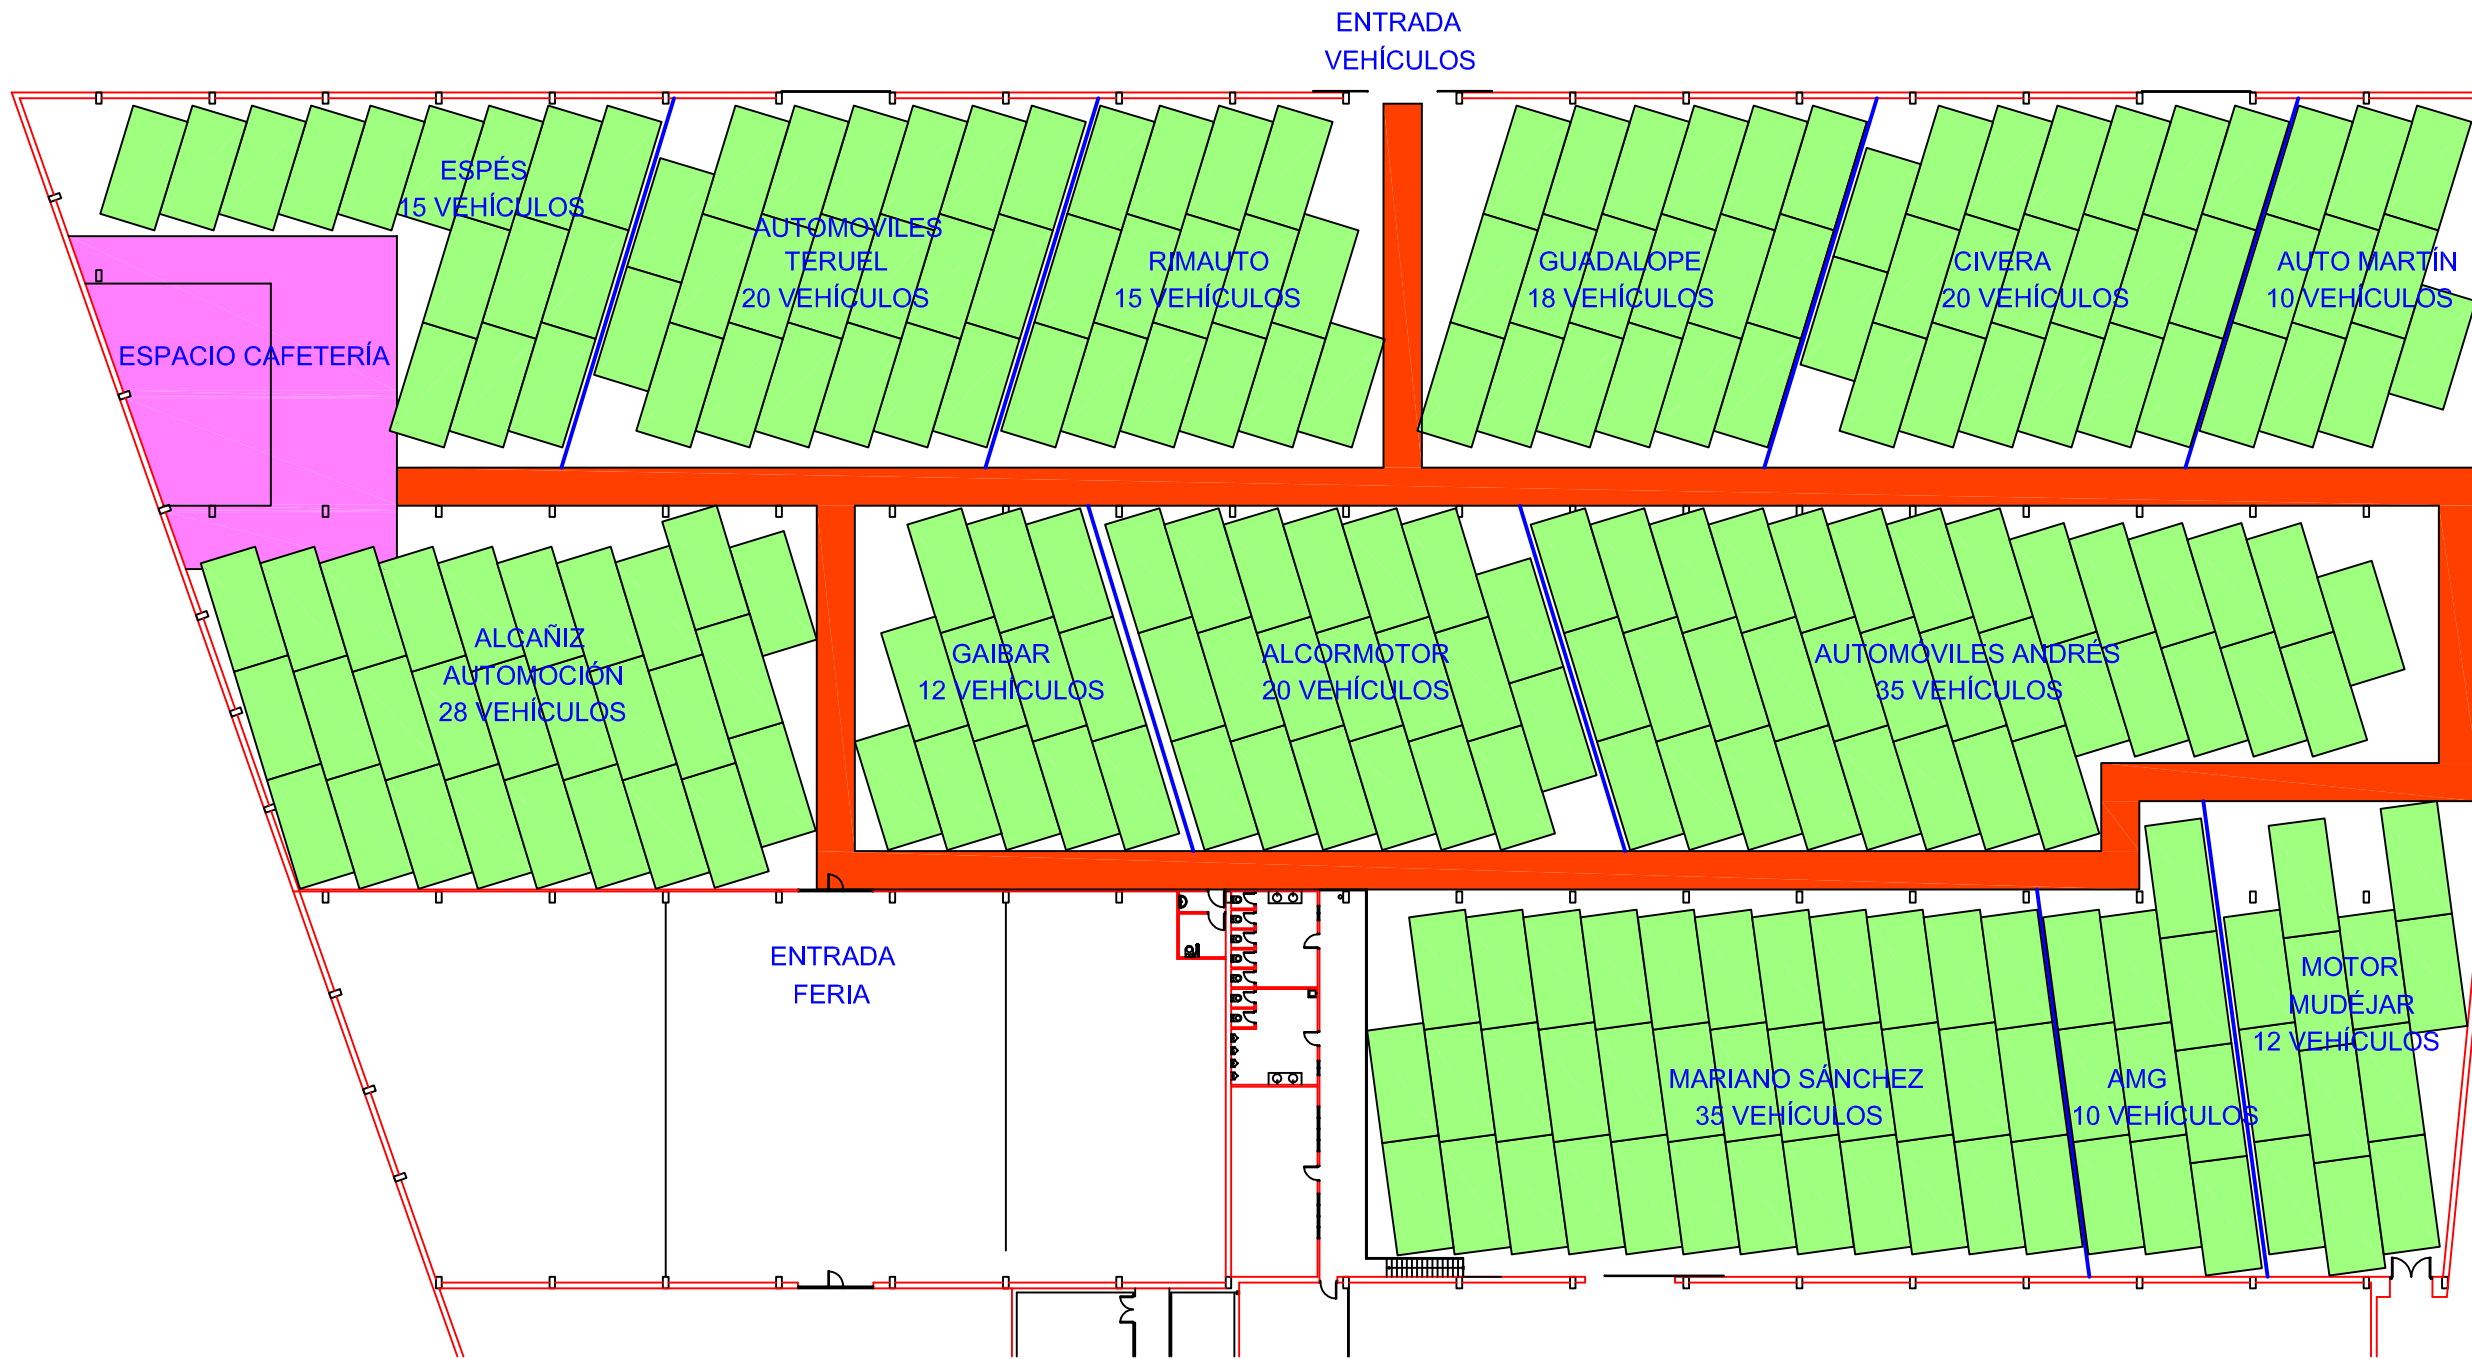 ENTRADA
VEHÍCULOS
ESPÉS
15 VEHÍCULOS
AUTOMOVILES
TERUEL
20 VEHÍCULOS
RIMAUTO
15 VEHÍCULOS
GUADALOPE
18 VEHÍCULOS
CIVERA
20 VEHÍCULOS
AUTO MARTÍN
10 VEHÍCULOS
ESPACIO CAFETERÍA
ALCAÑIZ
AUTOMOCIÓN
28 VEHÍCULOS
GAIBAR
12 VEHÍCULOS
ALCORMOTOR
20 VEHÍCULOS
AUTOMÓVILES ANDRÉS
35 VEHÍCULOS
ENTRADA
FERIA
MARIANO SÁNCHEZ
35 VEHÍCULOS
AMG
10 VEHÍCULOS
MOTOR
MUDÉJAR
12 VEHÍCULOS